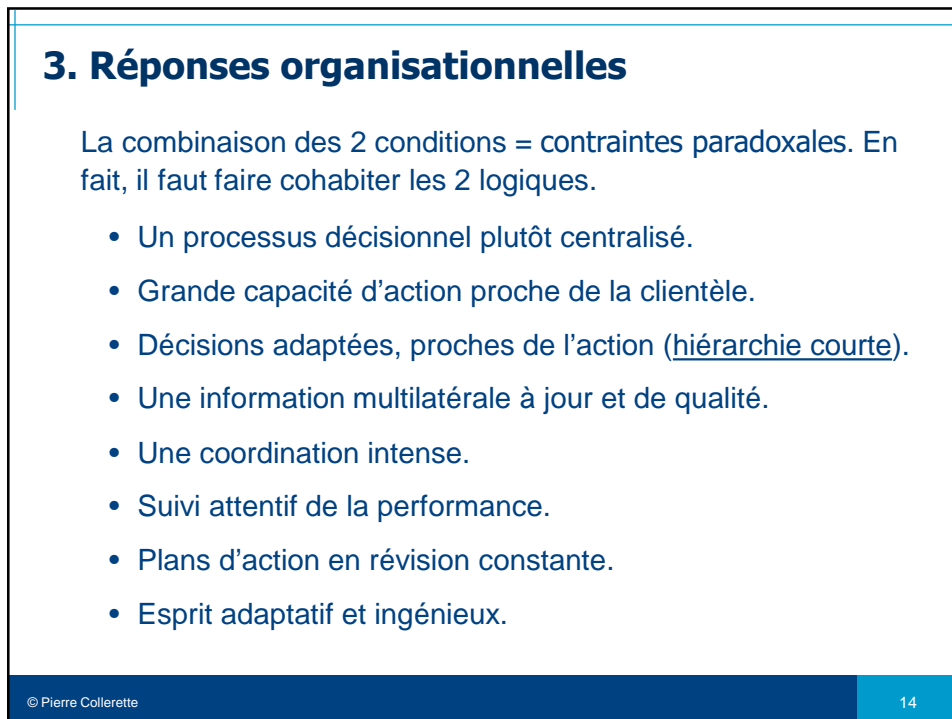 3. Réponses organisationnelles
La combinaison des 2 conditions = contraintes paradoxales. En
fait, il faut faire cohabiter les 2 logiques.
• Un processus décisionnel plutôt centralisé.
• Grande capacité d’action proche de la clientèle.
• Décisions adaptées, proches de l’action (hiérarchie courte).
• Une information multilatérale à jour et de qualité.
• Une coordination intense.
• Suivi attentif de la performance.
• Plans d’action en révision constante.
• Esprit adaptatif et ingénieux.
© Pierre Collerette
14